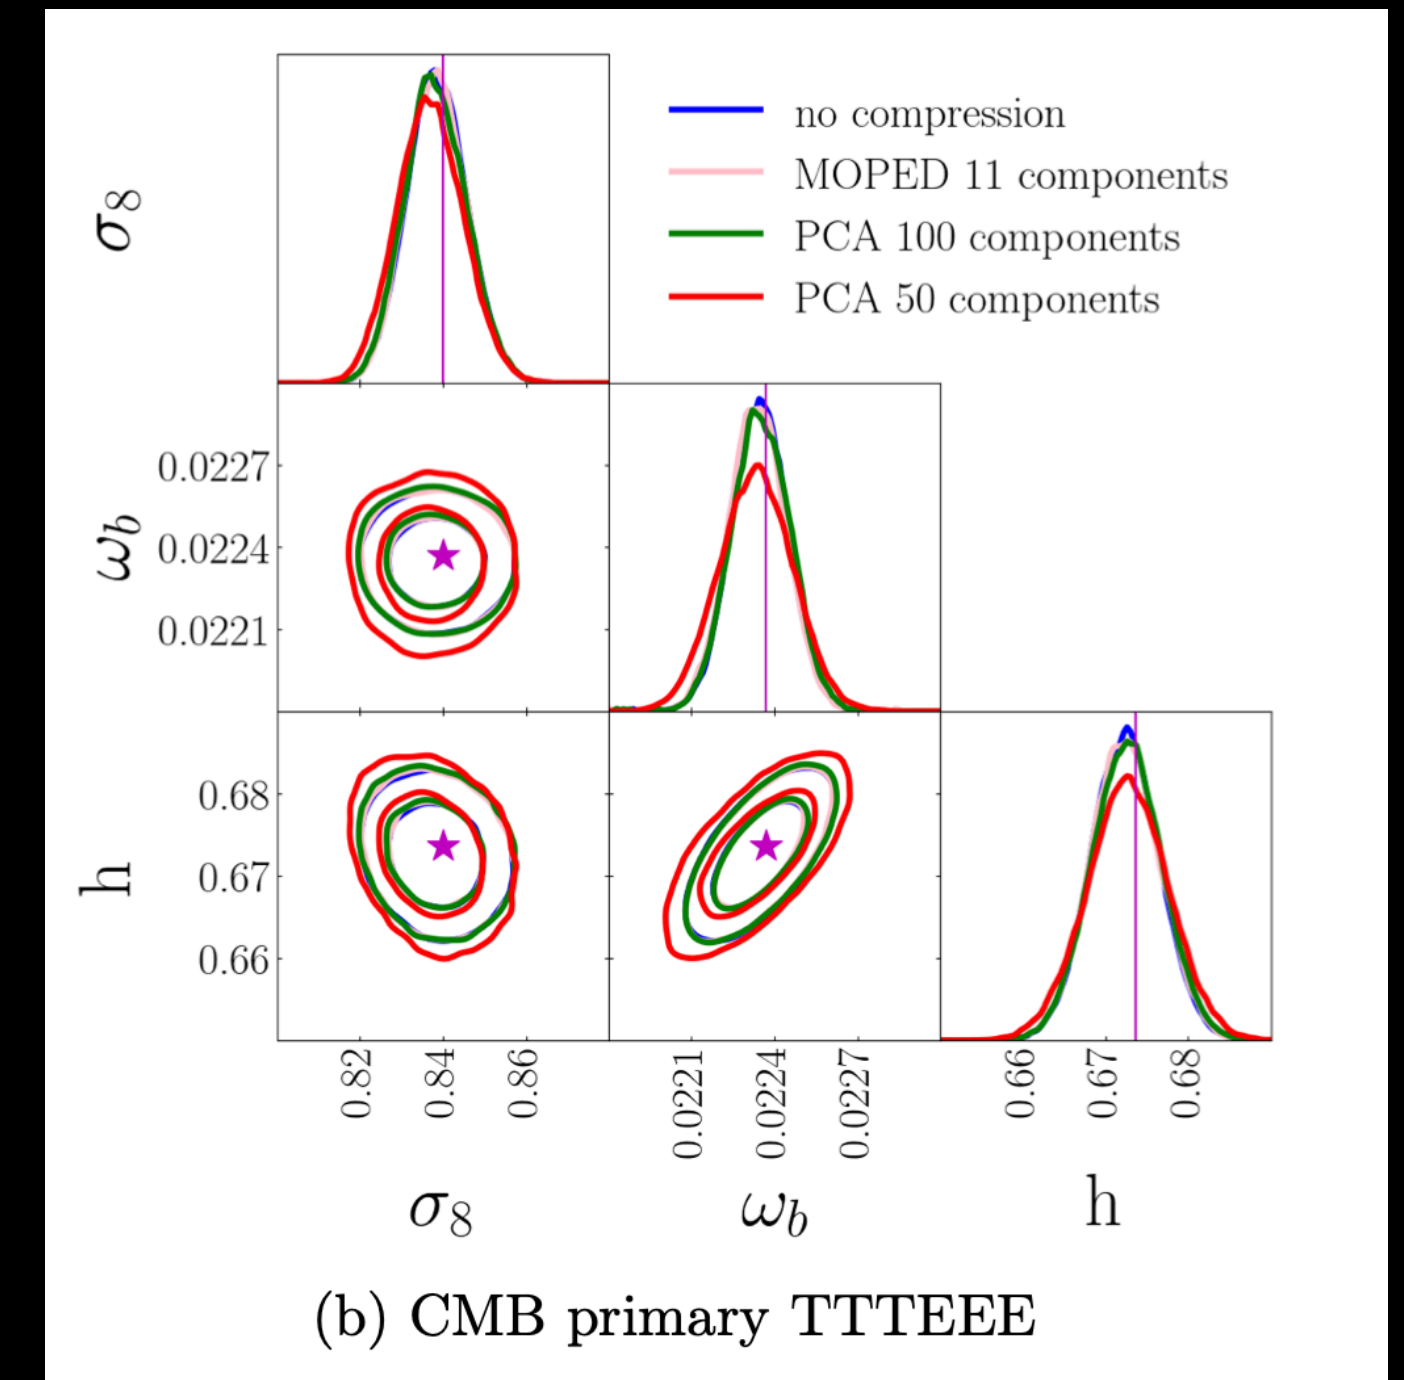 σ8
no compression
MOPED 11 components
PCA 100 components
PCA 50 components
ωb
0.0227
0.0224
0.0221
h
0.68
0.67
0.66
0.82
0.84
0.86
0.0221
0.0224
0.0227
0.66
0.67
0.68
σ8
ωb
h
(b) CMB primary TTTEEE